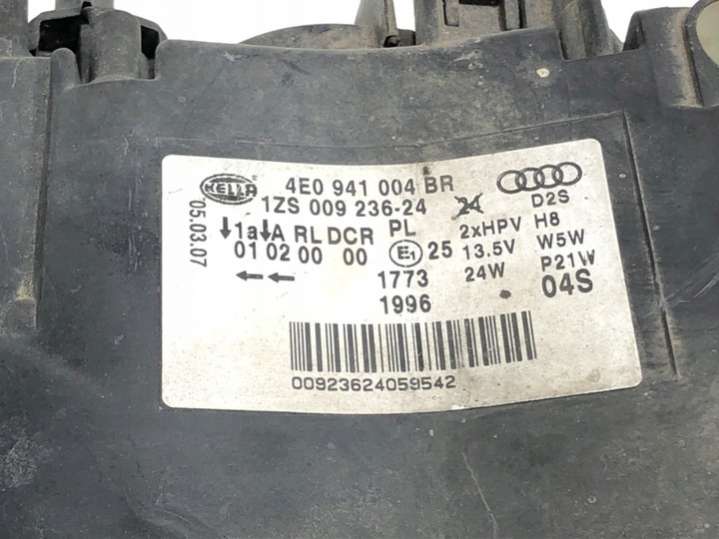 HELLA
4E0 941 004 BR
1ZS 009 236-24
24
D2S
05.03.07
1a A RL DCR PL
2xHPV H8
01 02 00 00
E1 25 13.5V W5W
1773 24W P21W
1996 04S
00923624059542